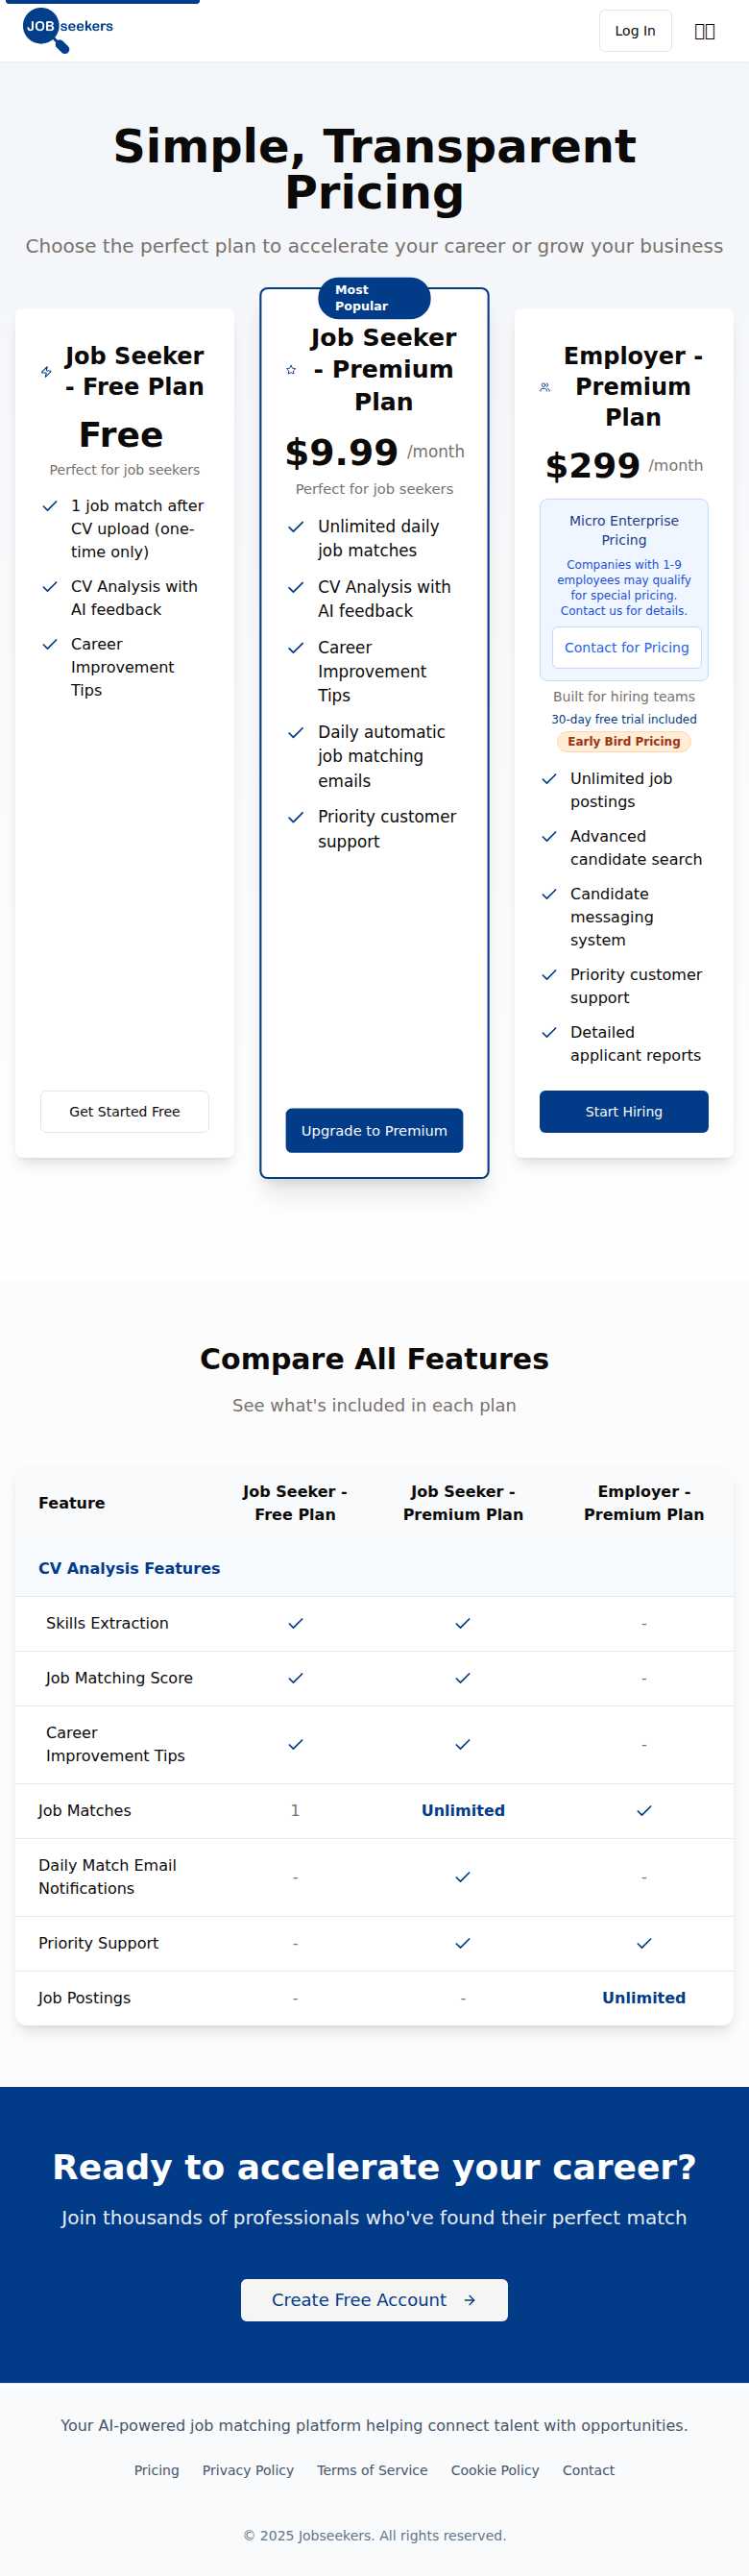 JOB seekers
Log In
Simple, Transparent
Pricing
Choose the perfect plan to accelerate your career or grow your business
Job Seeker
- Free Plan
Free
Perfect for job seekers
1 job match after
CV upload (one-
time only)
CV Analysis with
AI feedback
Career
Improvement
Tips
Get Started Free
Most
Popular
Job Seeker
- Premium
Plan
$9.99 /month
Perfect for job seekers
Unlimited daily
job matches
CV Analysis with
AI feedback
Career
Improvement
Tips
Daily automatic
job matching
emails
Priority customer
support
Upgrade to Premium
Employer -
Premium
Plan
$299 /month
Micro Enterprise
Pricing
Companies with 1-9
employees may qualify
for special pricing.
Contact us for details.
Contact for Pricing
Built for hiring teams
30-day free trial included
Early Bird Pricing
Unlimited job
postings
Advanced
candidate search
Candidate
messaging
system
Priority customer
support
Detailed
applicant reports
Start Hiring
Compare All Features
See what's included in each plan
Feature
Job Seeker -
Free Plan
Job Seeker -
Premium Plan
Employer -
Premium Plan
CV Analysis Features
Skills Extraction -
Job Matching Score -
Career
Improvement Tips -
Job Matches 1 Unlimited
Daily Match Email
Notifications - -
Priority Support -
Job Postings - - Unlimited
Ready to accelerate your career?
Join thousands of professionals who've found their perfect match
Create Free Account
Your AI-powered job matching platform helping connect talent with opportunities.
Pricing Privacy Policy Terms of Service Cookie Policy Contact
© 2025 Jobseekers. All rights reserved.